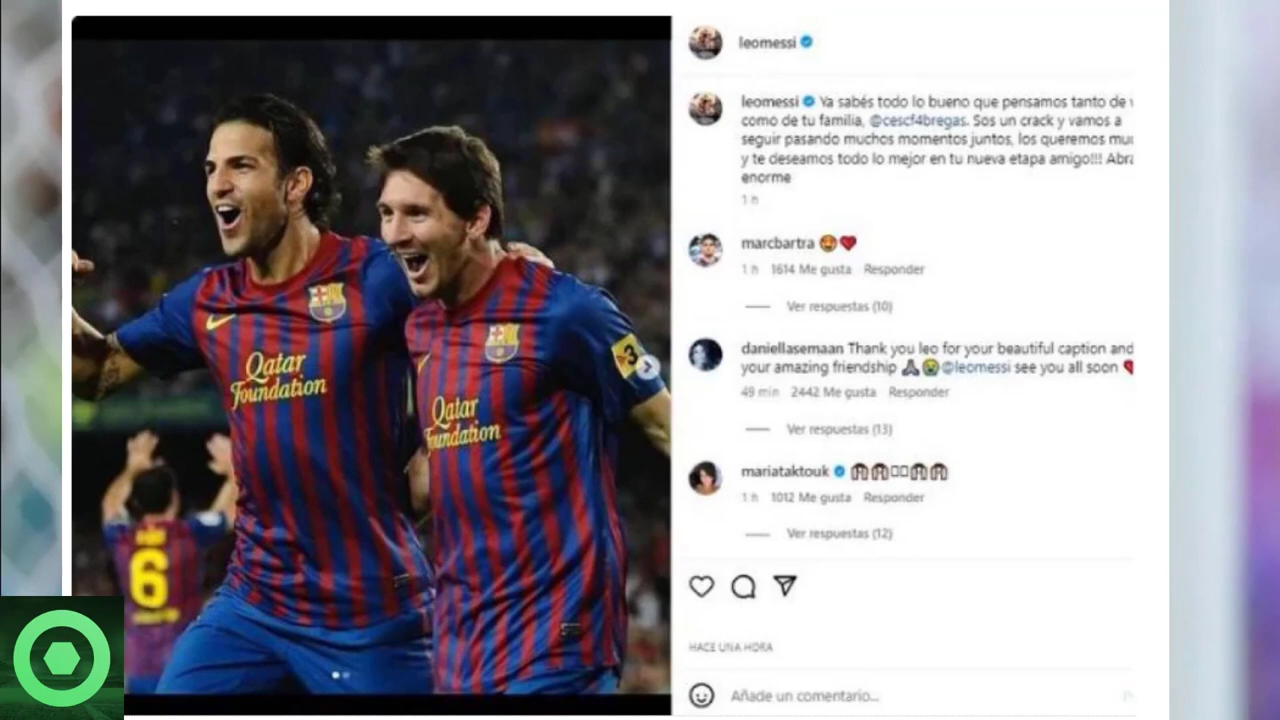 leomessi
leomessi Ya sabés todo lo bueno que pensamos tanto de
como de tu familia, @cescf4bregas. Sos un crack y vamos a
seguir pasando muchos momentos juntos, los queremos
y te deseamos todo lo mejor en tu nueva etapa amigo!!!
enorme
1 h
marcbartra 😍❤️
1 h 1614 Me gusta Responder
Ver respuestas (10)
daniellasemaan Thank you leo for your beautiful caption and
your amazing friendship 🙏😭@leomessi see you all soon ❤️
49 min 2442 Me gusta Responder
Ver respuestas (13)
mariataktouk
1 h 1012 Me gusta Responder
Ver respuestas (12)
HACE UNA HORA
Añade un comentario...
Qatar
Foundation
Qatar
Foundation
3
6